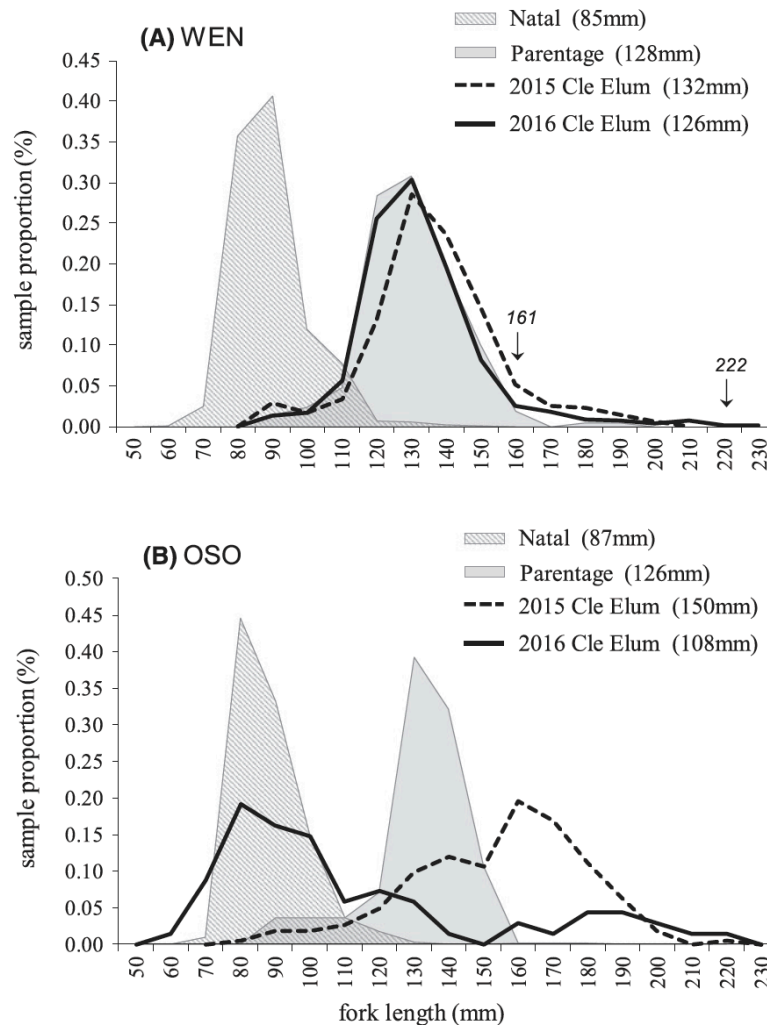 (A) WEN
Natal (85mm)
Parentage (128mm)
2015 Cle Elum (132mm)
2016 Cle Elum (126mm)
sample proportion (%)
0.45
0.40
0.35
0.30
0.25
0.20
0.15
0.10
0.05
0.00
161
222
50 60 70 80 90 100 110 120 130 140 150 160 170 180 190 200 210 220 230
(B) OSO
Natal (87mm)
Parentage (126mm)
2015 Cle Elum (150mm)
2016 Cle Elum (108mm)
sample proportion (%)
0.50
0.45
0.40
0.35
0.30
0.25
0.20
0.15
0.10
0.05
0.00
50 60 70 80 90 100 110 120 130 140 150 160 170 180 190 200 210 220 230
fork length (mm)